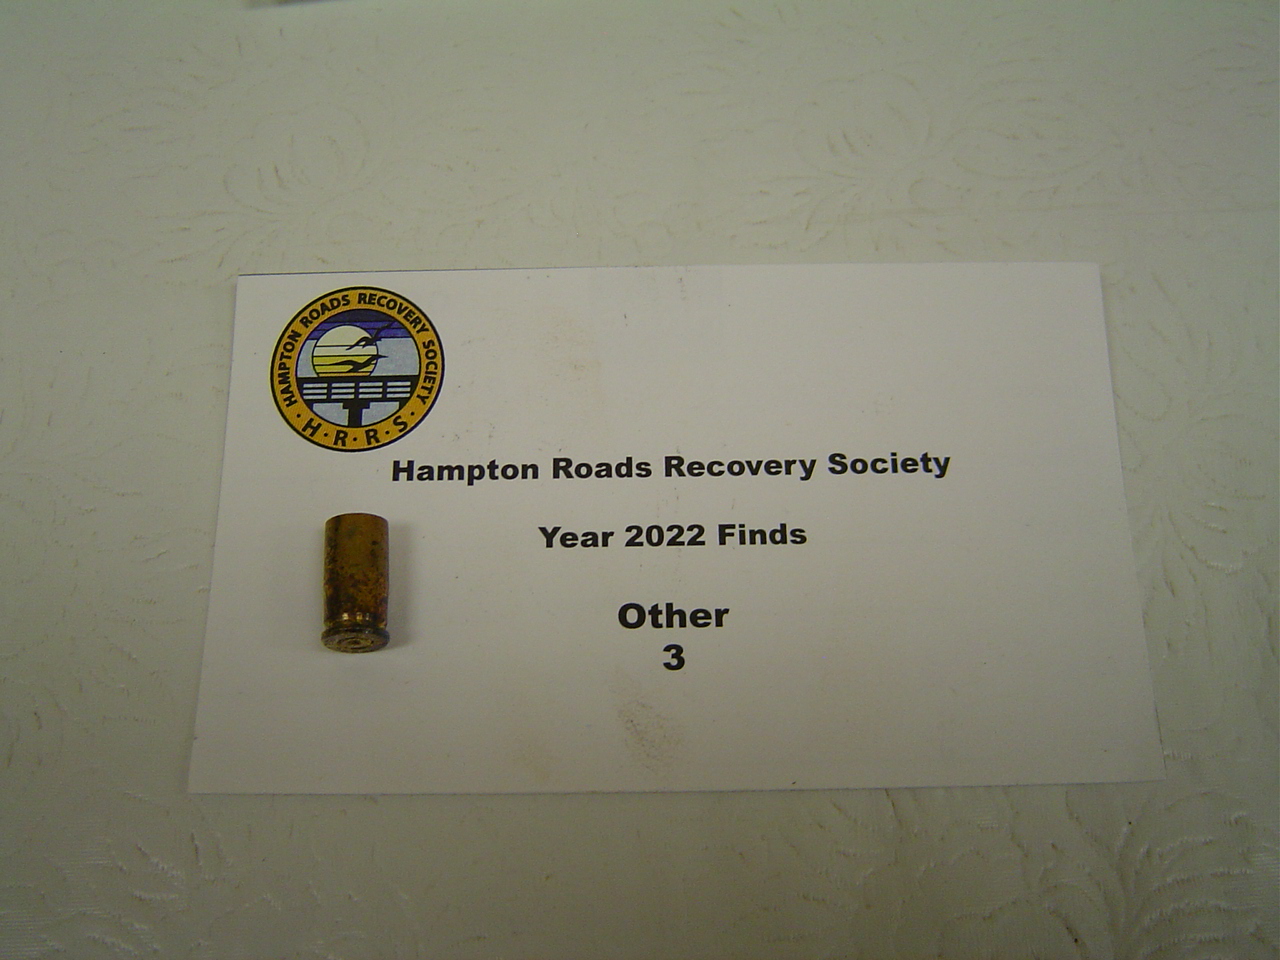 HAMPTON ROADS RECOVERY SOCIETY
· H · R · R · S ·
Hampton Roads Recovery Society
Year 2022 Finds
Other
3